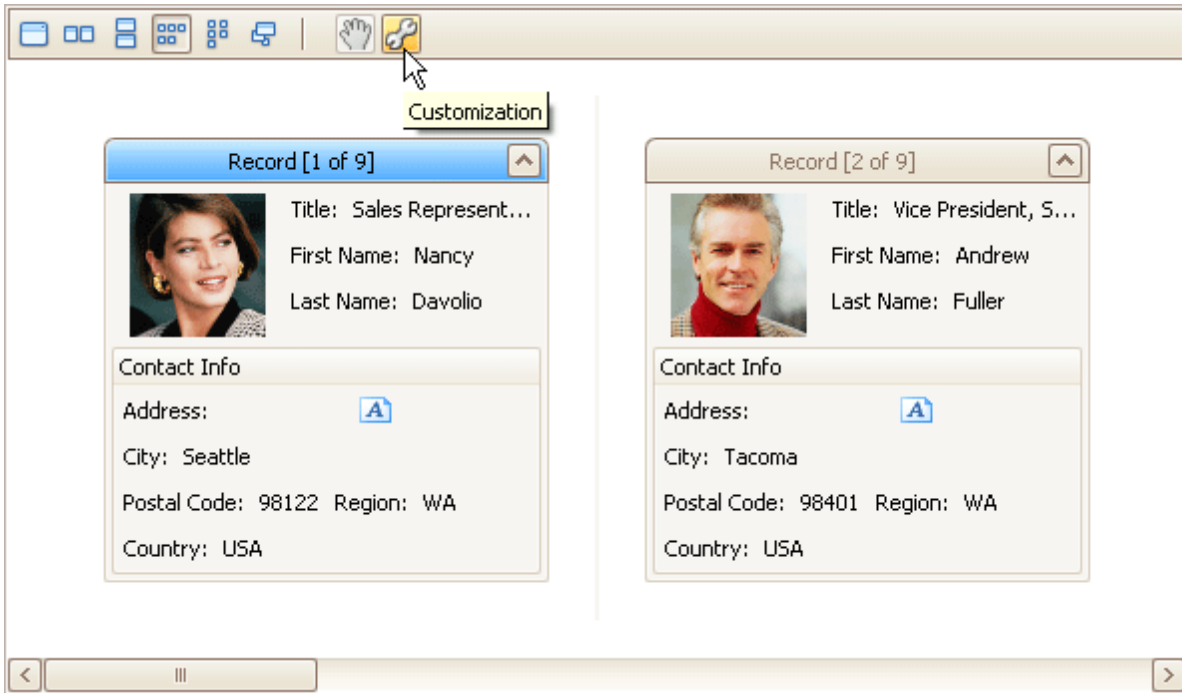 Customization
Record [1 of 9]
Title: Sales Represent...
First Name: Nancy
Last Name: Davolio
Contact Info
Address:
A
City: Seattle
Postal Code: 98122 Region: WA
Country: USA
Record [2 of 9]
Title: Vice President, S...
First Name: Andrew
Last Name: Fuller
Contact Info
Address:
A
City: Tacoma
Postal Code: 98401 Region: WA
Country: USA